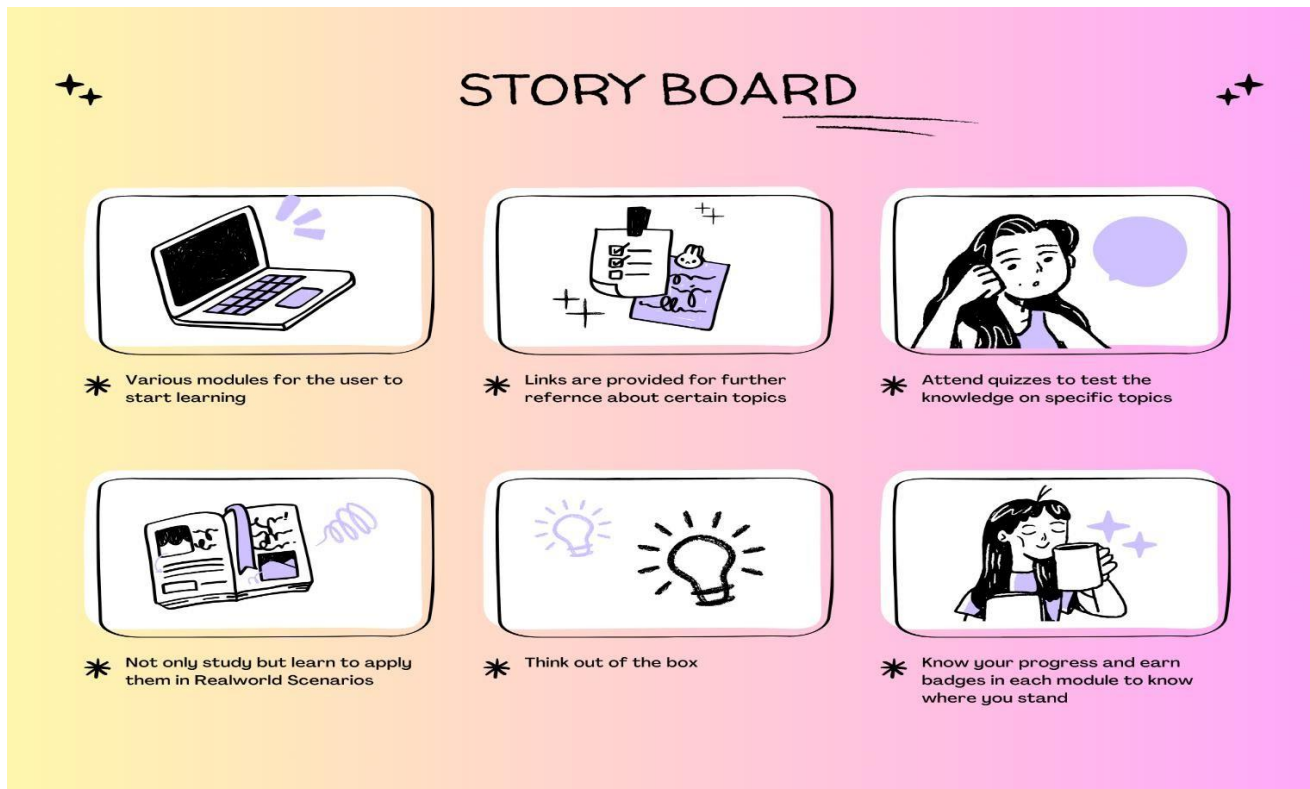 STORY BOARD
Various modules for the user to
start learning
Links are provided for further
refernce about certain topics
Attend quizzes to test the
knowledge on specific topics
Not only study but learn to apply
them in Realworld Scenarios
Think out of the box
Know your progress and earn
badges in each module to know
where you stand